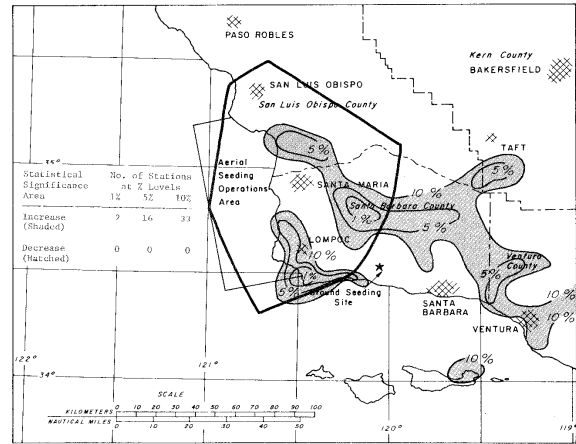 PASO ROBLES
Kern County
BAKERSFIELD
SAN LUIS OBISPO
San Luis Obispo County
5%
TAFT
35°
Aerial
Seeding
Operations
Area
SANTA MARIA
5%
10%
Santa Barbara County
1%
5%
Statistical No. of Stations
Significance at % Levels
Area 1% 5% 10%
Increase 9 16 33
(Shaded)
Decrease 0 0 0
(Hatched)
LOMPOC
10%
1%
5%
Ground Seeding
Site
Ventura
County
5%
SANTA
BARBARA
10%
10%
VENTURA
122°
121°
34°
10%
SCALE
KILOMETERS 0 10 20 30 40 50 60 70 80 90 100
NAUTICAL MILES 0 10 20 30 40 50
120°
119°